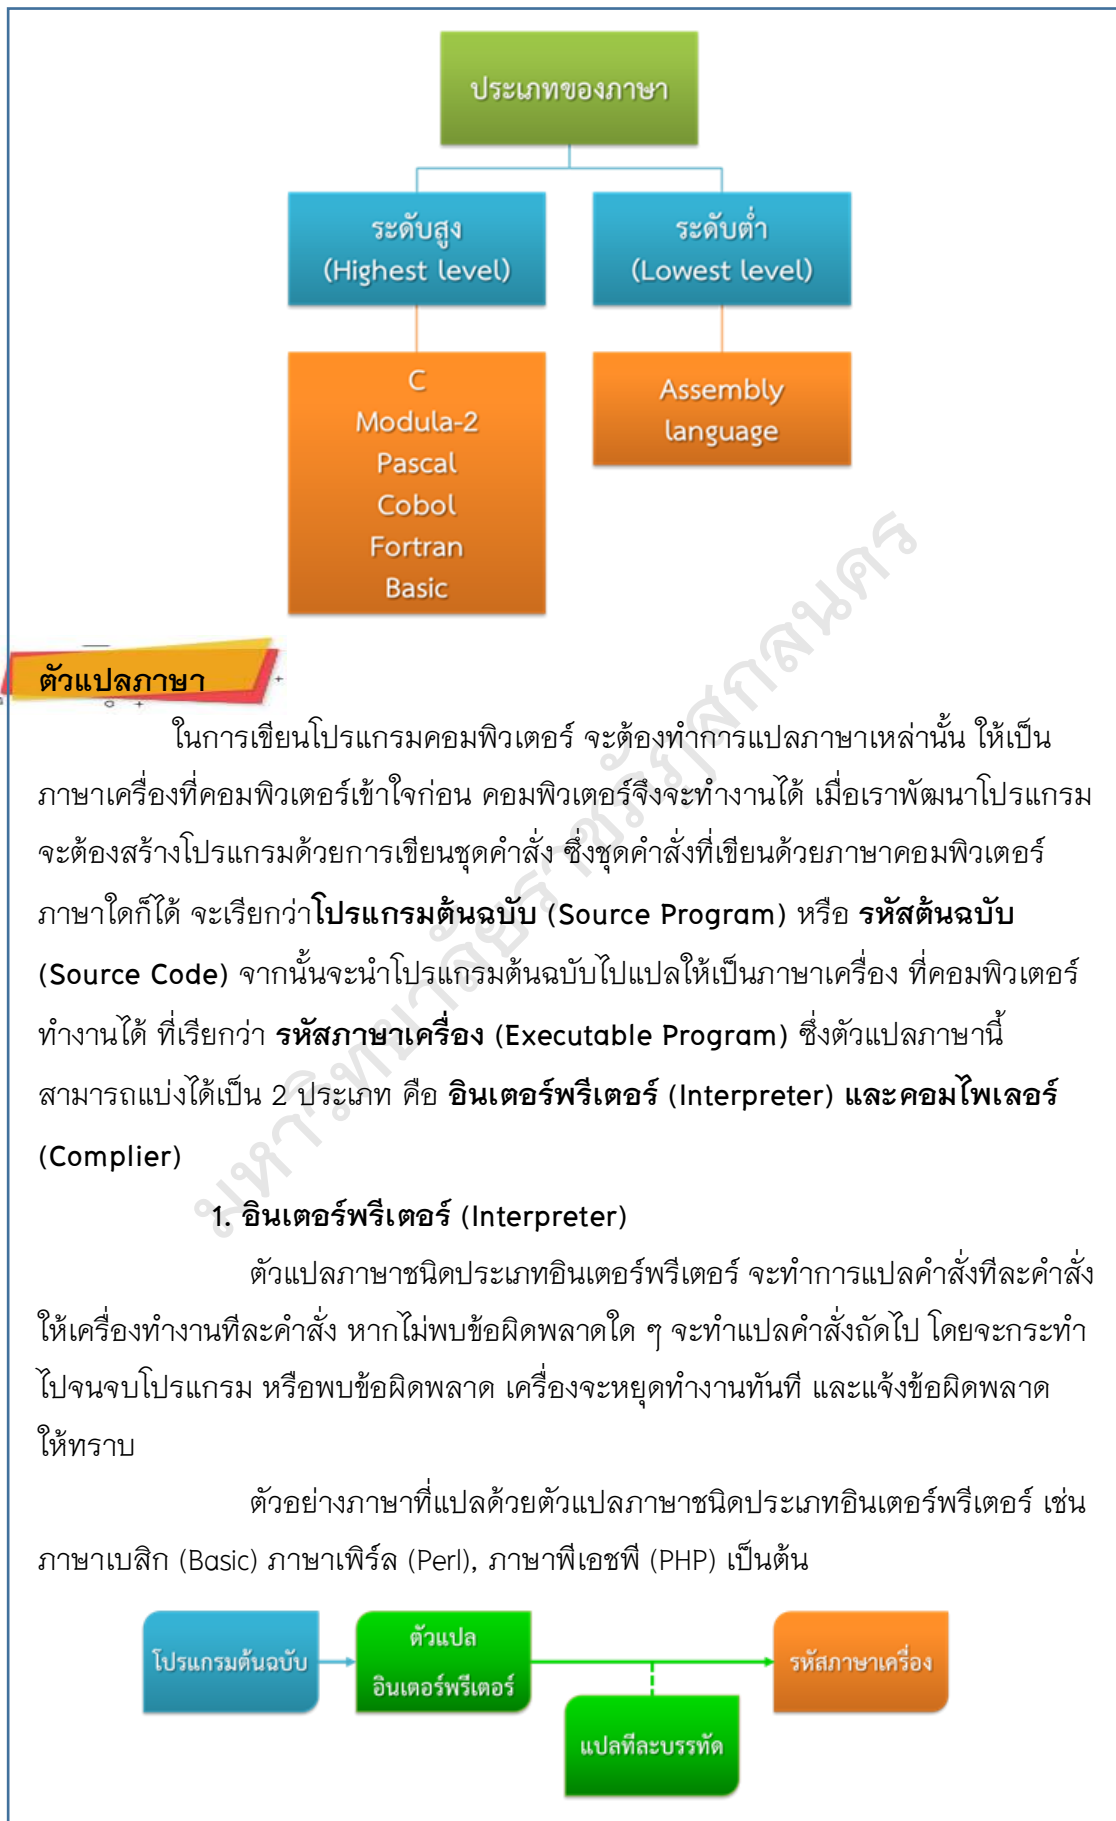 ประเภทของภาษา
ระดับสูง
(Highest level)
ระดับต่ำ
(Lowest level)
C
Modula-2
Pascal
Cobol
Fortran
Basic
Assembly
language
ตัวแปลภาษา
ในการเขียนโปรแกรมคอมพิวเตอร์ จะต้องทำการแปลภาษาเหล่านั้น ให้เป็น
ภาษาเครื่องที่คอมพิวเตอร์เข้าใจก่อน คอมพิวเตอร์จึงจะทำงานได้ เมื่อเราพัฒนาโปรแกรม
จะต้องสร้างโปรแกรมด้วยการเขียนชุดคำสั่ง ซึ่งชุดคำสั่งที่เขียนด้วยภาษาคอมพิวเตอร์
ภาษาใดก็ได้ จะเรียกว่าโปรแกรมต้นฉบับ (Source Program) หรือ รหัสต้นฉบับ
(Source Code) จากนั้นจะนำโปรแกรมต้นฉบับไปแปลให้เป็นภาษาเครื่อง ที่คอมพิวเตอร์
ทำงานได้ ที่เรียกว่า รหัสภาษาเครื่อง (Executable Program) ซึ่งตัวแปลภาษานี้
สามารถแบ่งได้เป็น 2 ประเภท คือ อินเตอร์พรีเตอร์ (Interpreter) และคอมไพเลอร์
(Complier)
1. อินเตอร์พรีเตอร์ (Interpreter)
ตัวแปลภาษาชนิดประเภทอินเตอร์พรีเตอร์ จะทำการแปลคำสั่งทีละคำสั่ง
ให้เครื่องทำงานทีละคำสั่ง หากไม่พบข้อผิดพลาดใด ๆ จะทำแปลคำสั่งถัดไป โดยจะกระทำ
ไปจนจบโปรแกรม หรือพบข้อผิดพลาด เครื่องจะหยุดทำงานทันที และแจ้งข้อผิดพลาด
ให้ทราบ
ตัวอย่างภาษาที่แปลด้วยตัวแปลภาษาชนิดประเภทอินเตอร์พรีเตอร์ เช่น
ภาษาเบสิก (Basic) ภาษาเพิร์ล (Perl), ภาษาพีเอชพี (PHP) เป็นต้น
โปรแกรมต้นฉบับ
ตัวแปล
อินเตอร์พรีเตอร์
รหัสภาษาเครื่อง
แปลทีละบรรทัด
มหาวิทยาลัยราชภัฏสกลนคร